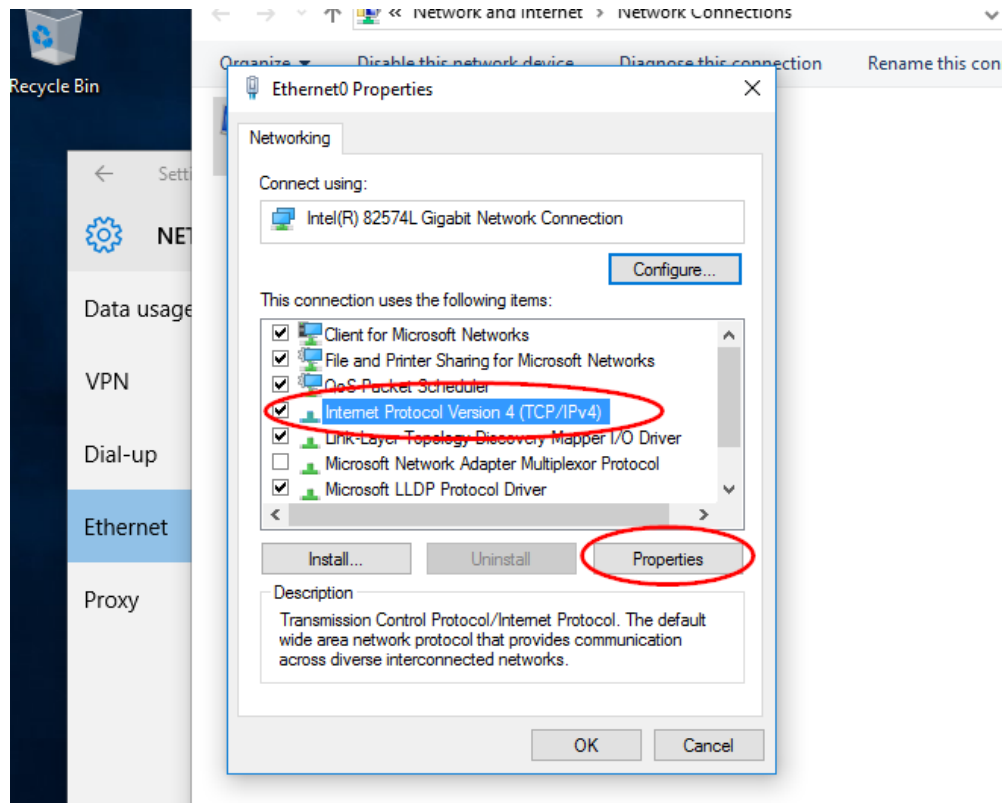 « Network and Internet > Network Connections
Recycle Bin
Organize Disable this network device Diagnose this connection Rename this con
Ethernet0 Properties
Networking
Setti
Connect using:
Intel(R) 82574L Gigabit Network Connection
NET
Configure...
This connection uses the following items:
Data usage
Client for Microsoft Networks
File and Printer Sharing for Microsoft Networks
VPN
QoS Packet Scheduler
Internet Protocol Version 4 (TCP/IPv4)
Link-Layer Topology Discovery Mapper I/O Driver
Dial-up
Microsoft Network Adapter Multiplexor Protocol
Microsoft LLDP Protocol Driver
Ethernet
Install... Uninstall Properties
Proxy
Description
Transmission Control Protocol/Internet Protocol. The default
wide area network protocol that provides communication
across diverse interconnected networks.
OK Cancel